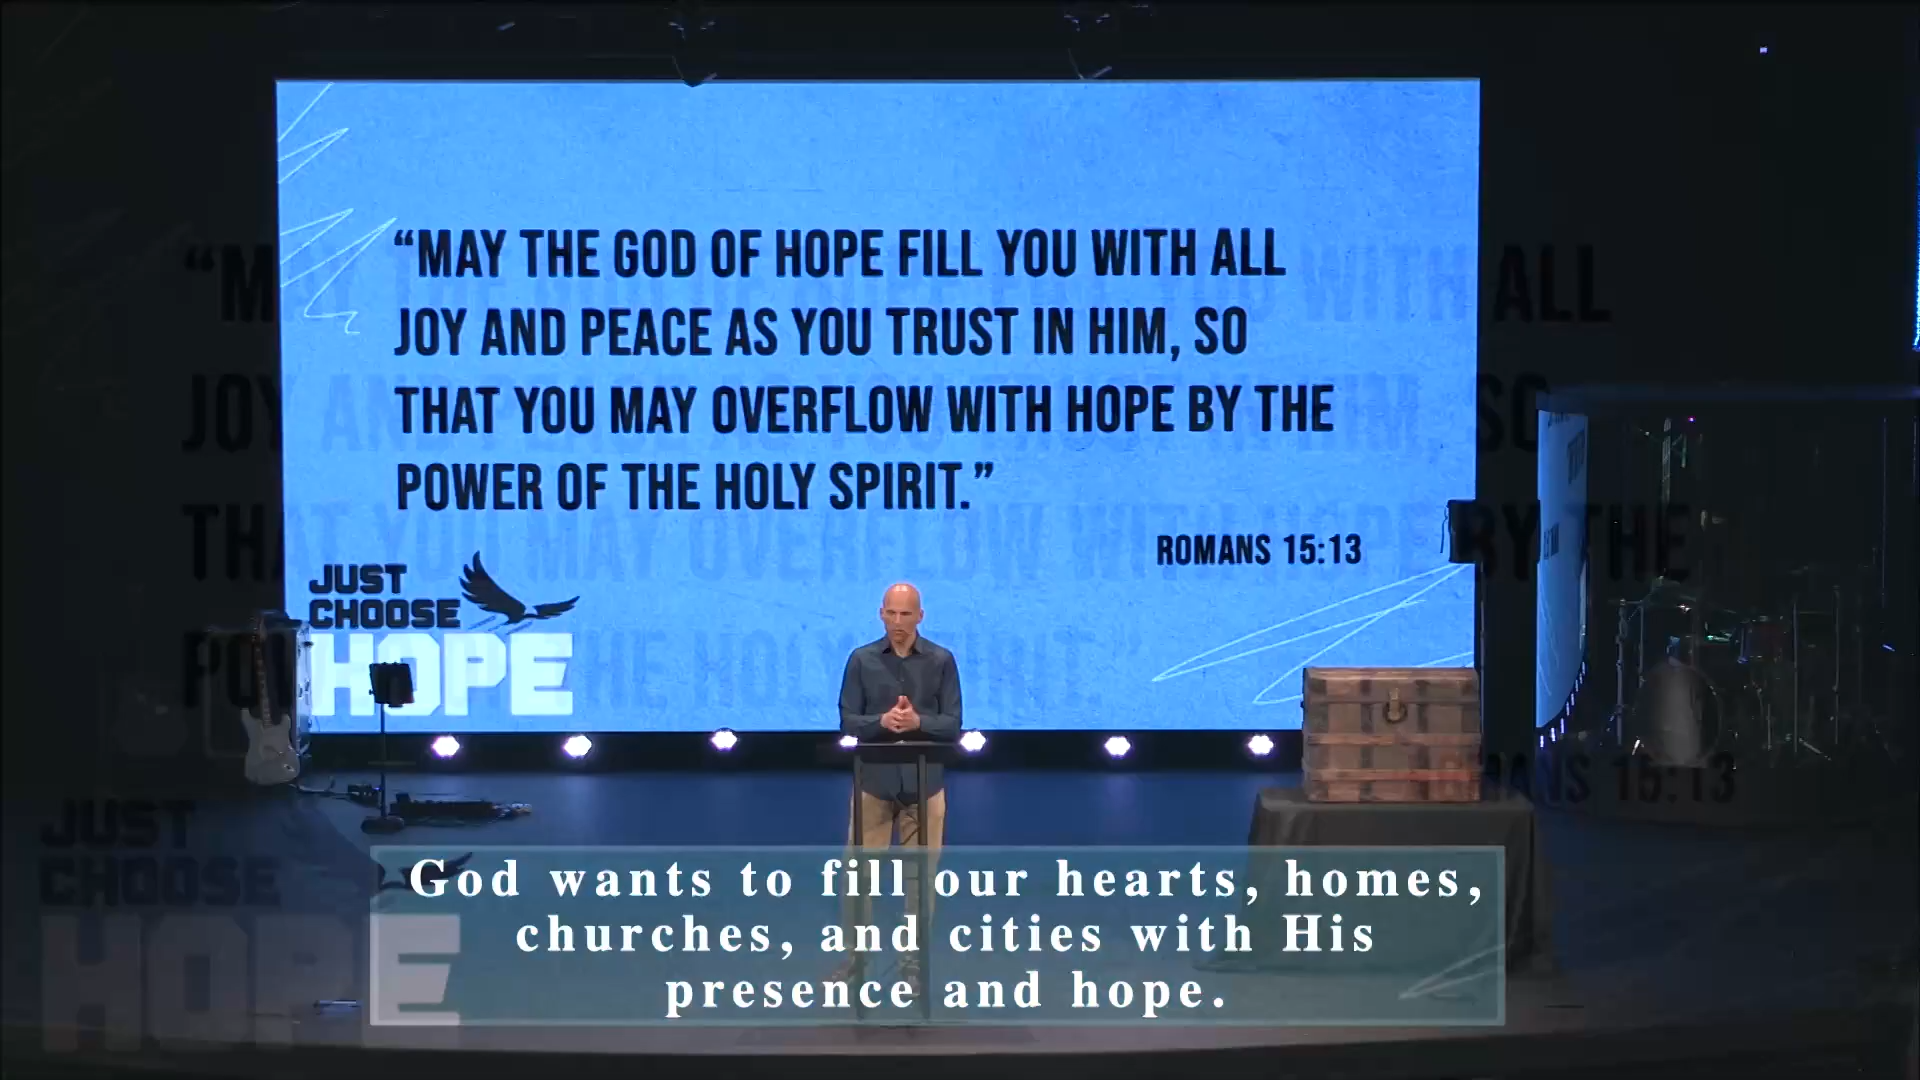 “MAY THE GOD OF HOPE FILL YOU WITH ALL
JOY AND PEACE AS YOU TRUST IN HIM, SO
THAT YOU MAY OVERFLOW WITH HOPE BY THE
POWER OF THE HOLY SPIRIT.”
ROMANS 15:13
JUST
CHOOSE
HOPE
God wants to fill our hearts, homes,
churches, and cities with His
presence and hope.